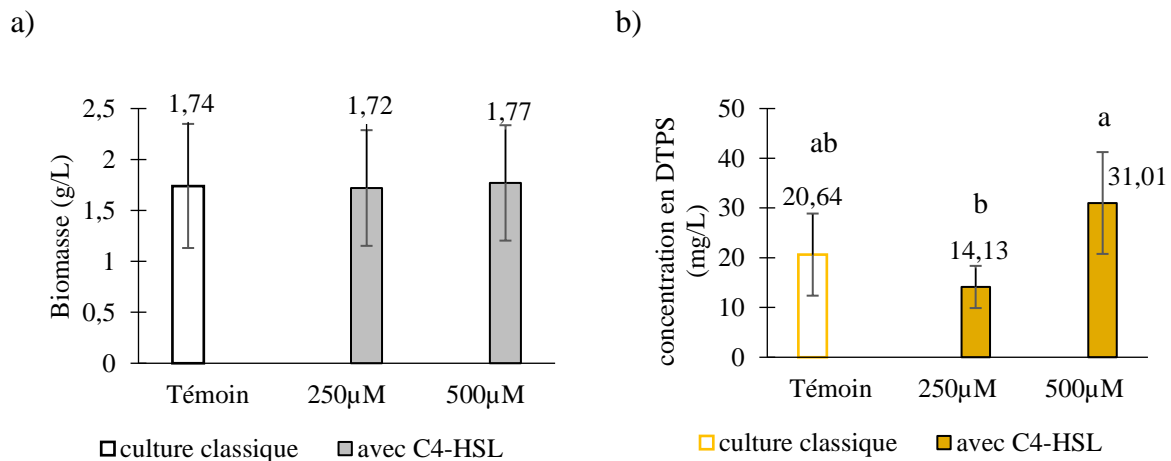 a)
Biomasse (g/L)
2,5
2
1,5
1
0,5
0
1,74
1,72
1,77
Témoin
250µM
500µM
culture classique
avec C4-HSL
b)
concentration en DTPS
(mg/L)
50
40
30
20
10
0
ab
20,64
b
14,13
a
31,01
Témoin
250µM
500µM
culture classique
avec C4-HSL